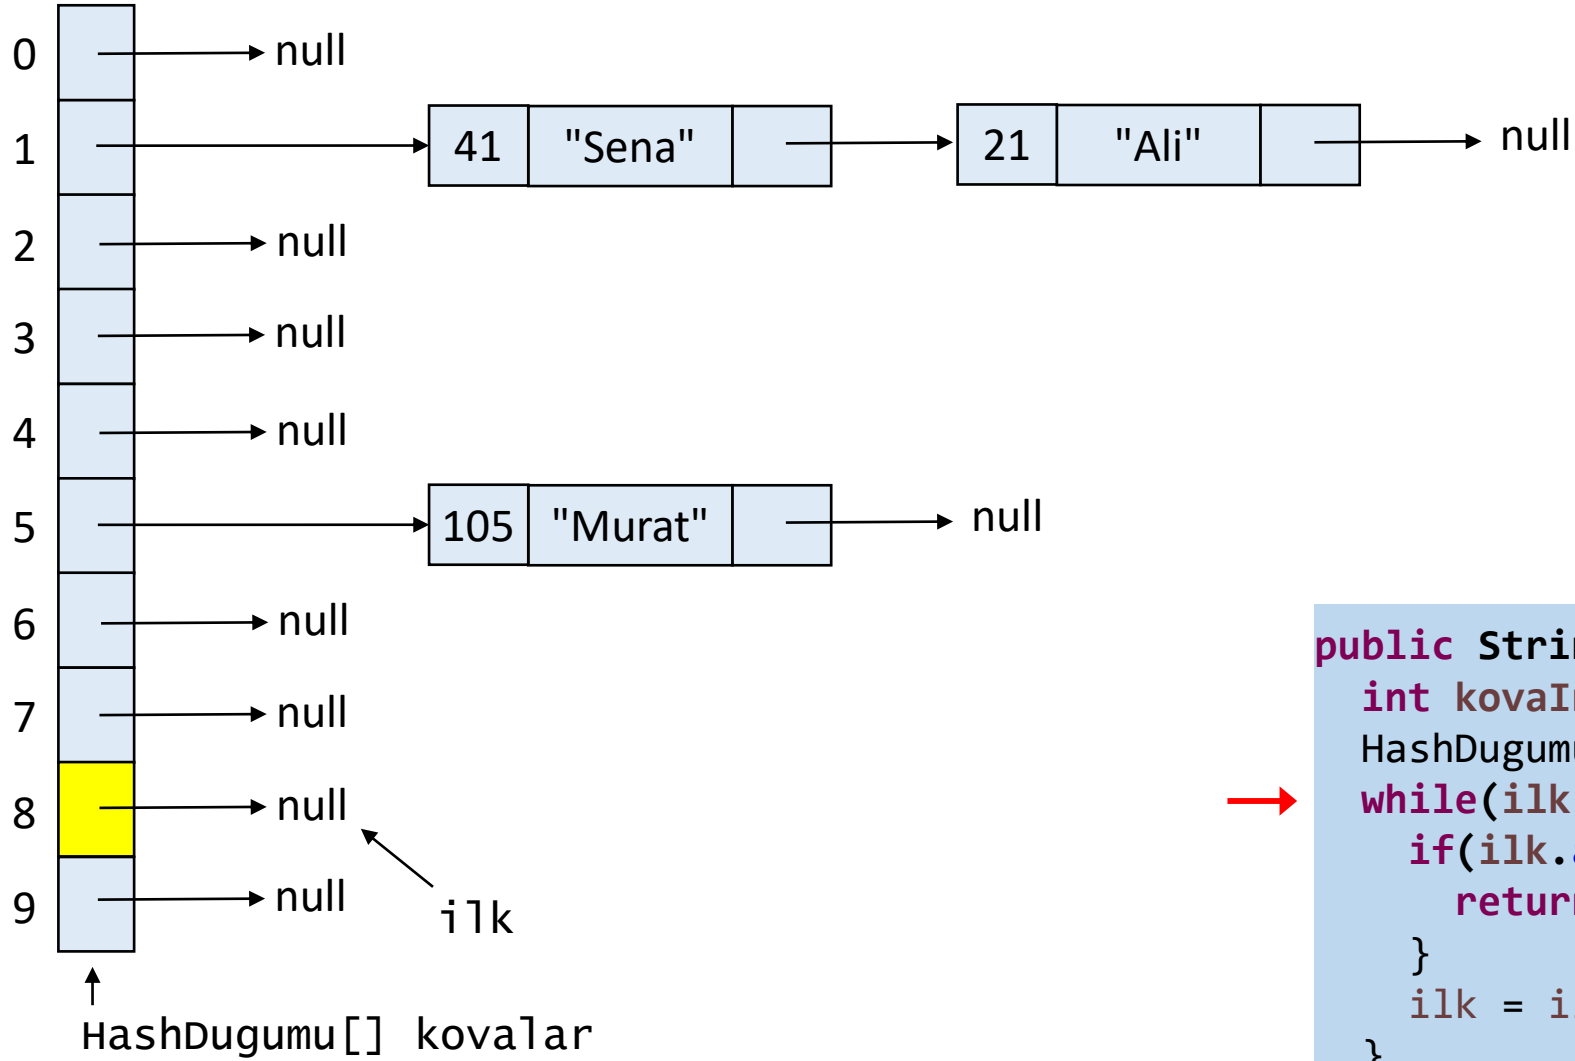 0 null
1 41 "Sena" 21 "Ali" null
2 null
3 null
4 null
5 105 "Murat" null
6 null
7 null
8 null
9 null
ilk
HashDugumu[] kovalar
public
int
while(ilk
if(ilk.
}
ilk =
}